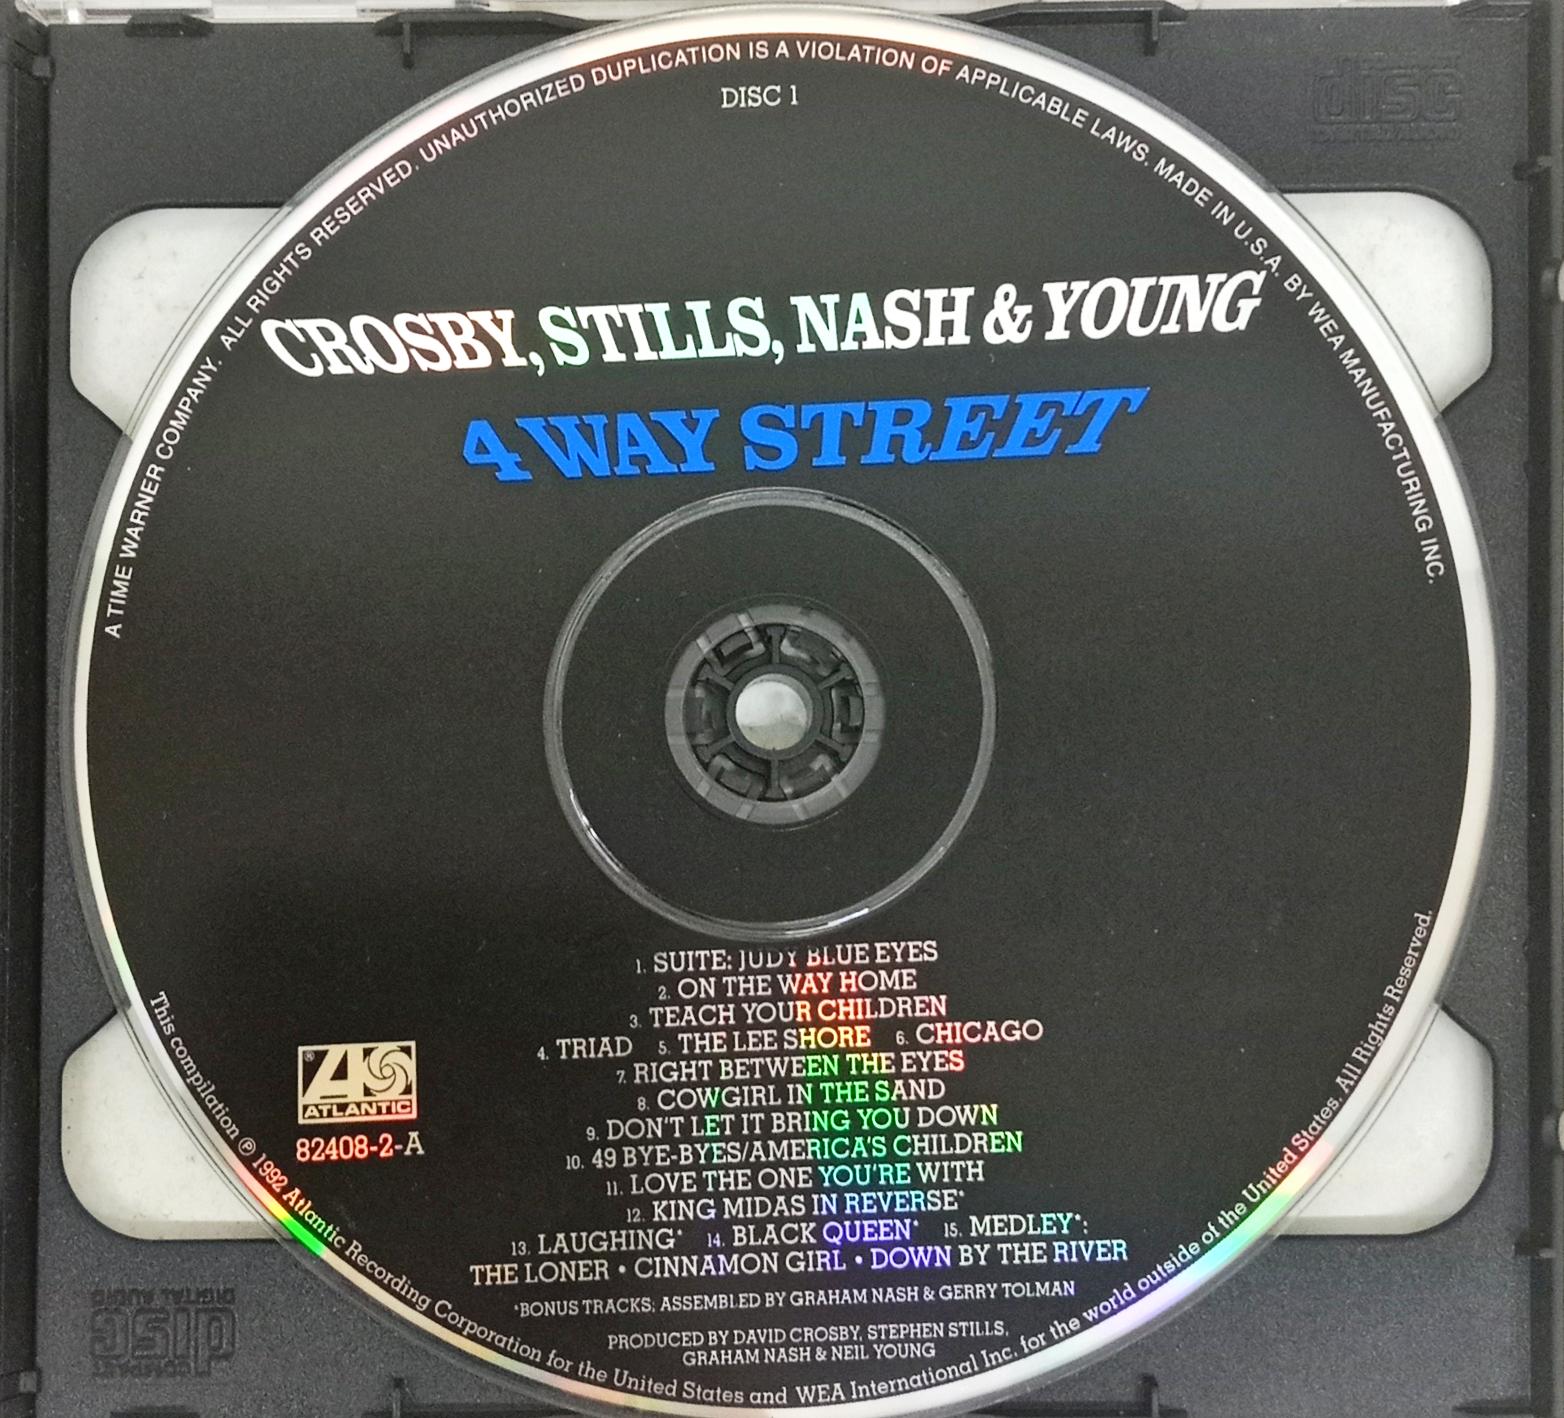 A TIME WARNER COMPANY. ALL RIGHTS RESERVED. UNAUTHORIZED DUPLICATION IS A VIOLATION OF APPLICABLE LAWS. MADE IN U.S.A. BY WEA MANUFACTURING INC.
DISC 1
disc
CROSBY, STILLS, NASH & YOUNG
4 WAY STREET
1. SUITE: JUDY BLUE EYES
2. ON THE WAY HOME
3. TEACH YOUR CHILDREN
4. TRIAD 5. THE LEE SHORE 6. CHICAGO
7. RIGHT BETWEEN THE EYES
8. COWGIRL IN THE SAND
9. DON'T LET IT BRING YOU DOWN
10. 49 BYE-BYES/AMERICA'S CHILDREN
11. LOVE THE ONE YOU'RE WITH
12. KING MIDAS IN REVERSE*
13. LAUGHING* 14. BLACK QUEEN* 15. MEDLEY*:
THE LONER • CINNAMON GIRL • DOWN BY THE RIVER
*BONUS TRACKS; ASSEMBLED BY GRAHAM NASH & GERRY TOLMAN
PRODUCED BY DAVID CROSBY, STEPHEN STILLS,
GRAHAM NASH & NEIL YOUNG
®
ATLANTIC
82408-2-A
This compilation ℗ 1992 Atlantic Recording Corporation for the United States and WEA International Inc. for the world outside of the United States. All Rights Reserved.
COMPACT
disc
DIGITAL AUDIO